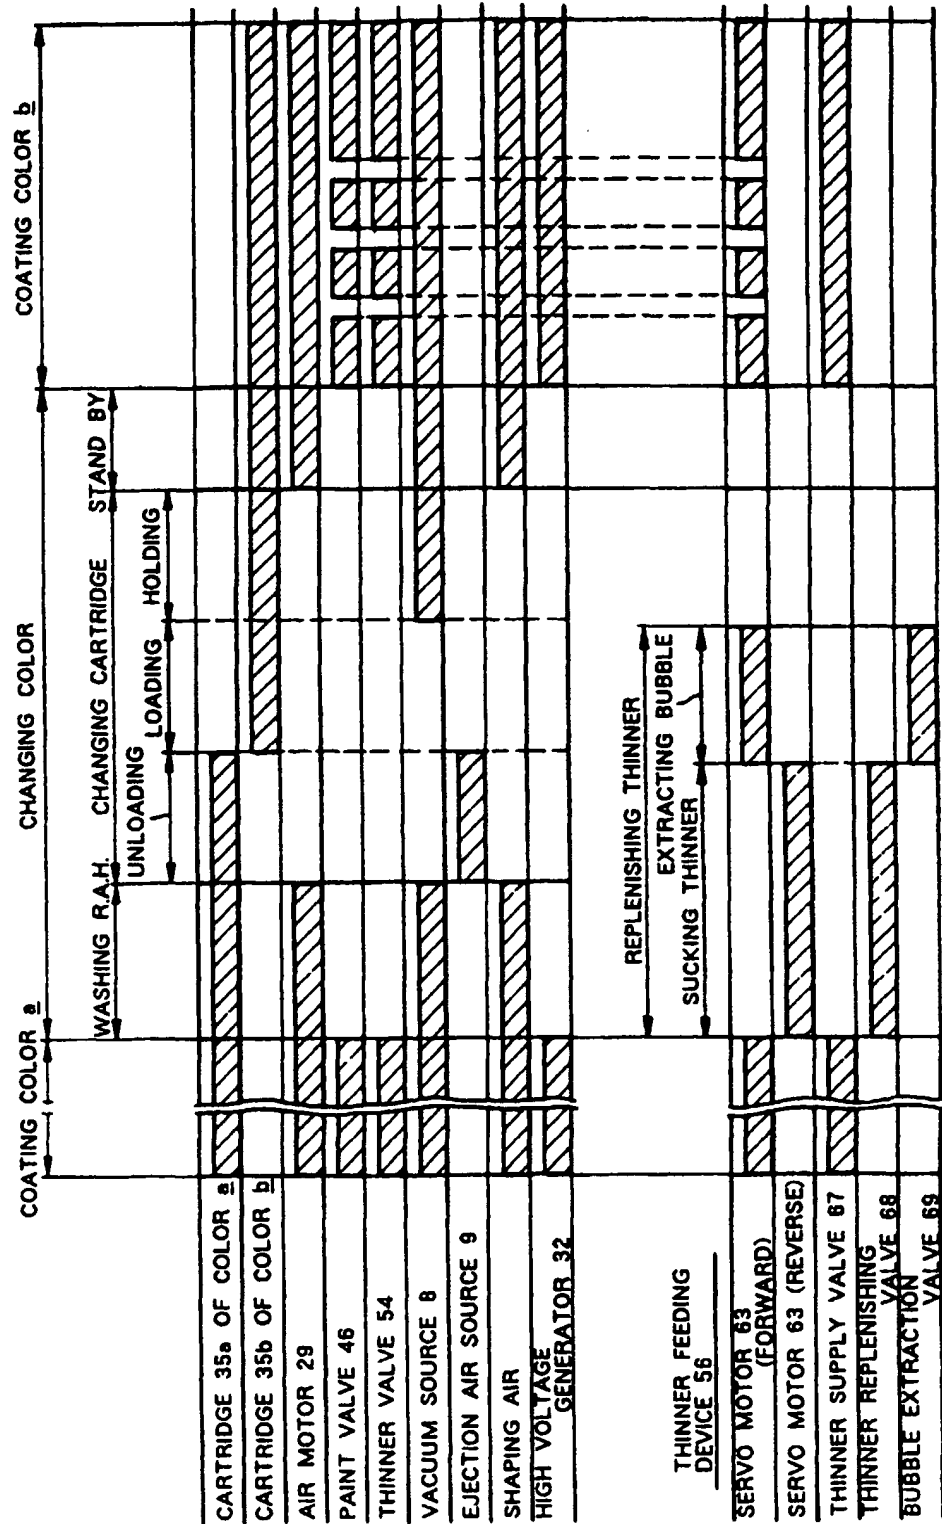 COATING COLOR a
CHANGING COLOR
COATING COLOR b
WASHING R.A.H.
CHANGING CARTRIDGE
STAND BY
UNLOADING
LOADING
HOLDING
CARTRIDGE 35a OF COLOR a
CARTRIDGE 35b OF COLOR b
AIR MOTOR 29
PAINT VALVE 46
THINNER VALVE 54
VACUUM SOURCE 8
EJECTION AIR SOURCE 9
SHAPING AIR
HIGH VOLTAGE
GENERATOR 32
REPLENISHING THINNER
EXTRACTING BUBBLE
SUCKING THINNER
THINNER FEEDING
DEVICE 56
SERVO MOTOR 63
(FORWARD)
SERVO MOTOR 63 (REVERSE)
THINNER SUPPLY VALVE 67
THINNER REPLENISHING
VALVE 68
BUBBLE EXTRACTION
VALVE 69